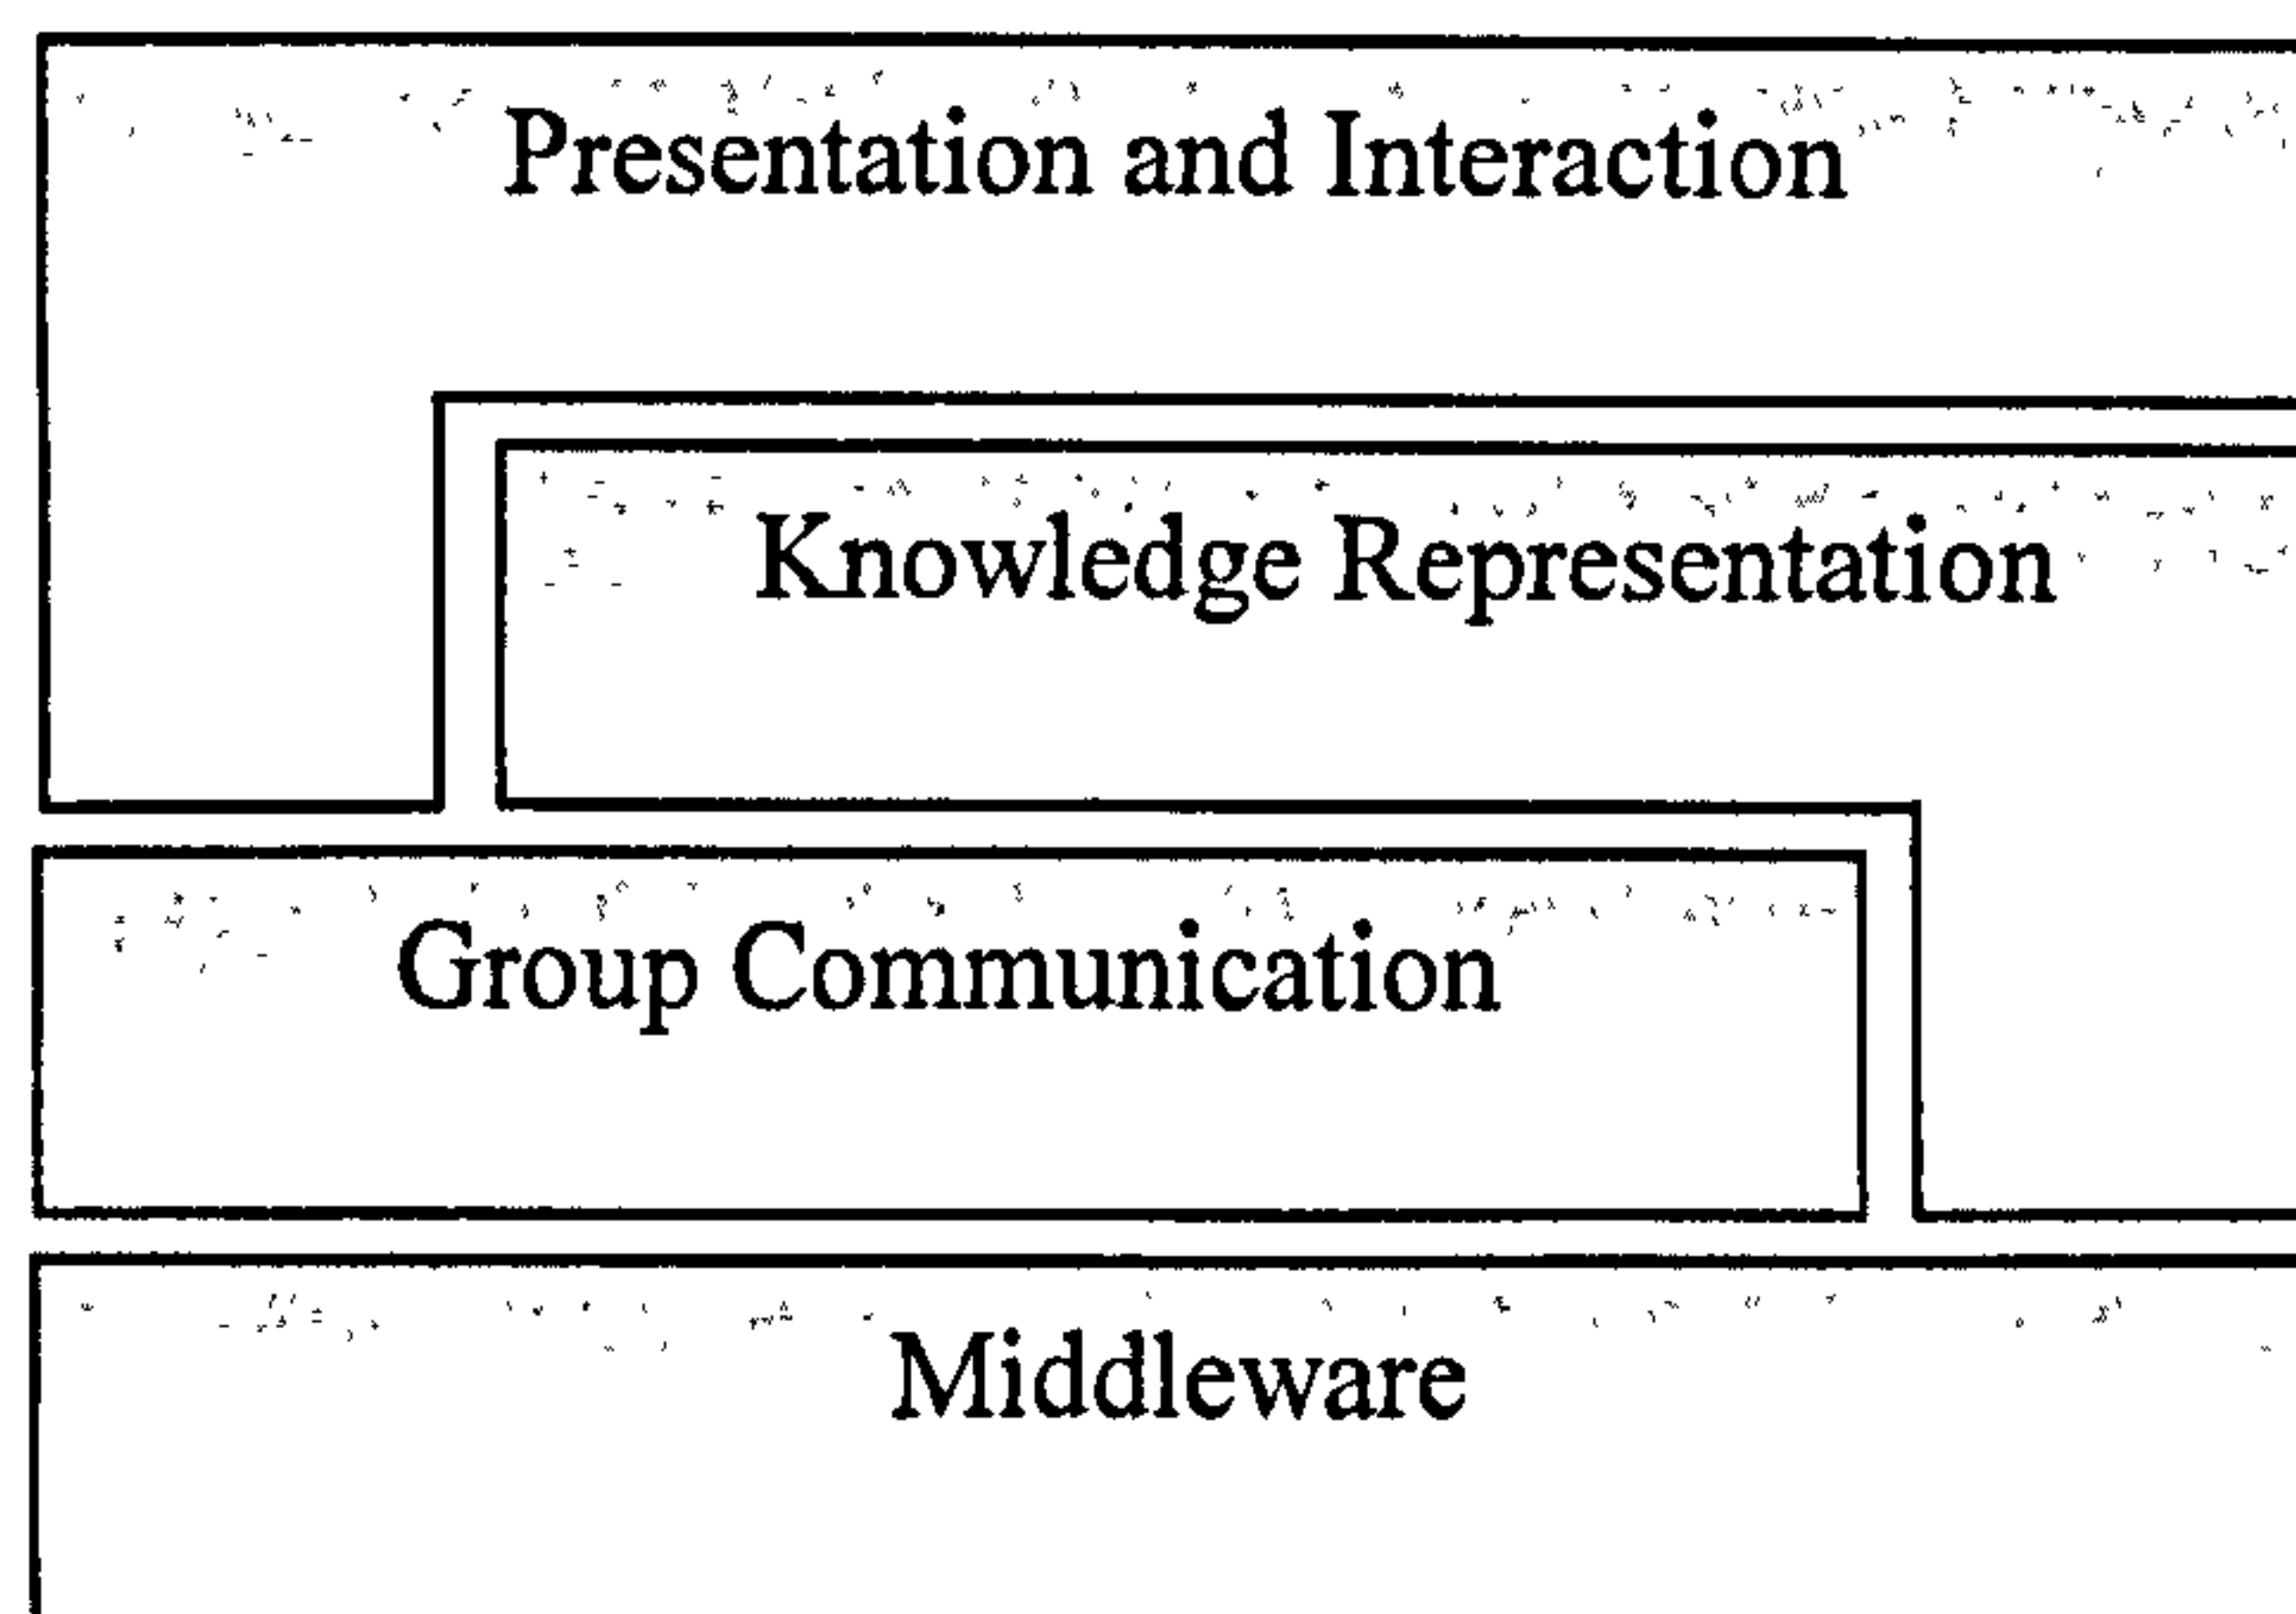 Presentation and Interaction
Knowledge Representation
Group Communication
Middleware